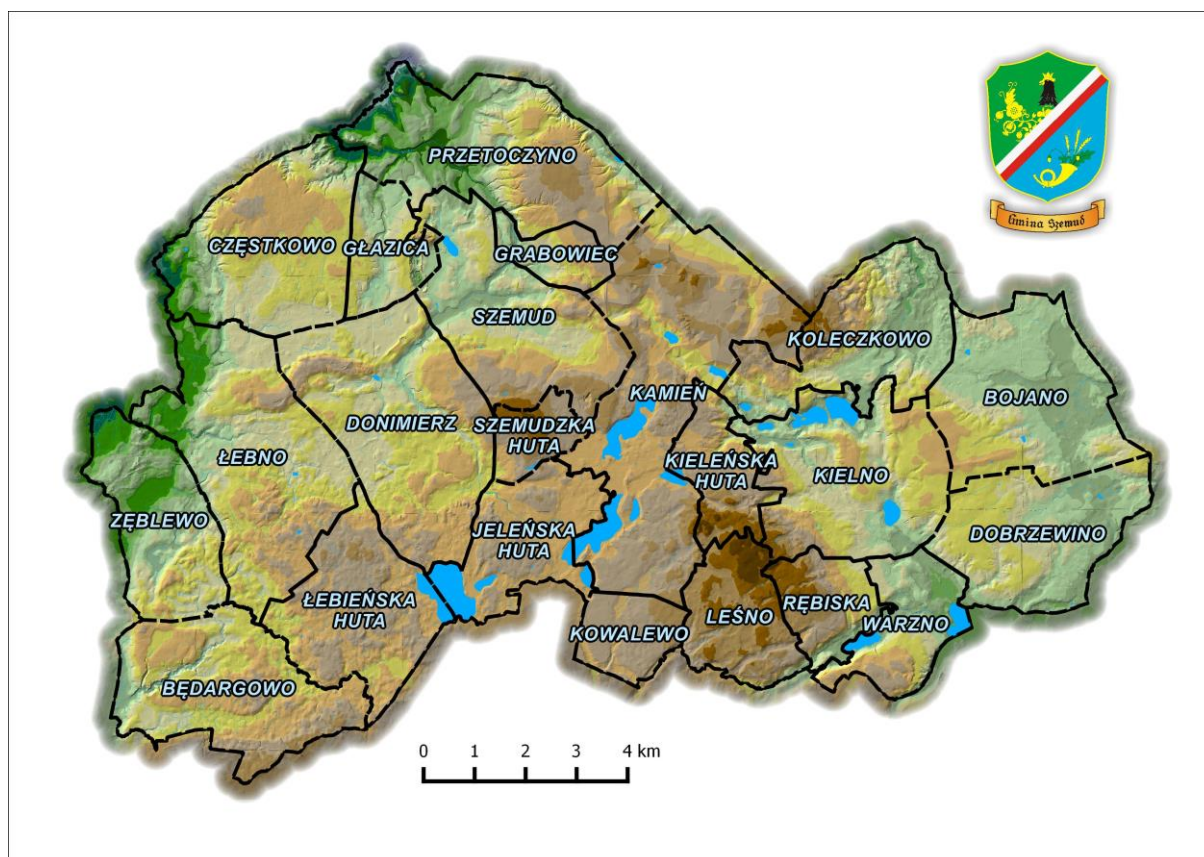 Gmina Szemud
PRZETOCZYNO
CZĘSTKOWO
GŁAZICA
GRABOWIEC
SZEMUD
KOLECZKOWO
KAMIEŃ
BOJANO
DONIMIERZ
SZEMUDZKA
HUTA
ŁEBNO
KIELEŃSKA
HUTA
KIELNO
ZĘBLEWO
JELEŃSKA
HUTA
DOBRZEWINO
ŁEBIEŃSKA
HUTA
KOWALEWO
LEŚNO
RĘBISKA
WARZNO
BĘDARGOWO
0 1 2 3 4 km